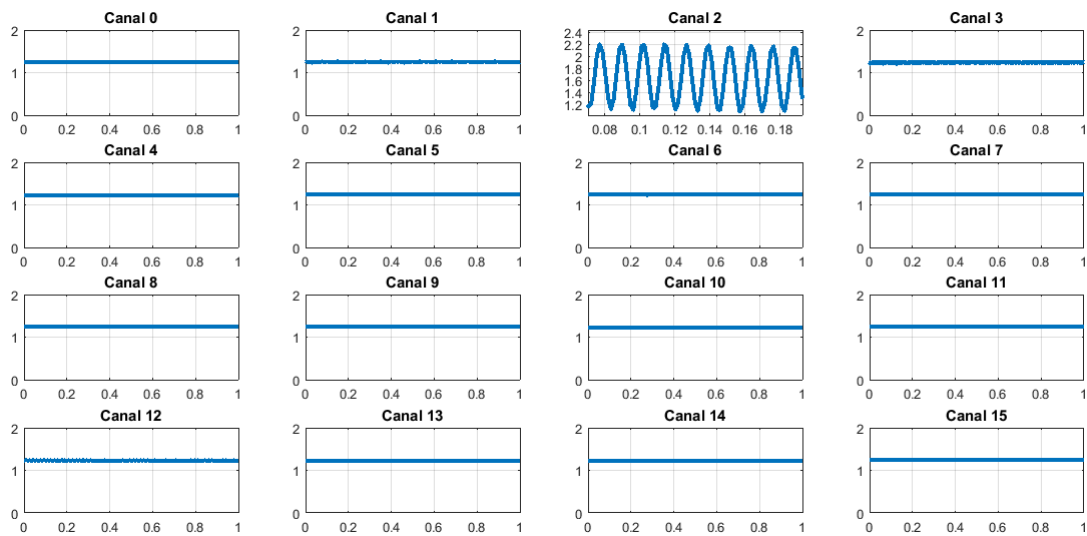 Canal 0 Canal 1 Canal 2 Canal 3
2 2 2.4 2
2.2
2
1.8
1 1 1.6 1
1.4
1.2
0 0 0
0 0.2 0.4 0.6 0.8 1 0 0.2 0.4 0.6 0.8 1 0.08 0.1 0.12 0.14 0.16 0.18 0 0.2 0.4 0.6 0.8 1
Canal 4 Canal 5 Canal 6 Canal 7
2 2 2 2
1 1 1 1
0 0 0 0
0 0.2 0.4 0.6 0.8 1 0 0.2 0.4 0.6 0.8 1 0 0.2 0.4 0.6 0.8 1 0 0.2 0.4 0.6 0.8 1
Canal 8 Canal 9 Canal 10 Canal 11
2 2 2 2
1 1 1 1
0 0 0 0
0 0.2 0.4 0.6 0.8 1 0 0.2 0.4 0.6 0.8 1 0 0.2 0.4 0.6 0.8 1 0 0.2 0.4 0.6 0.8 1
Canal 12 Canal 13 Canal 14 Canal 15
2 2 2 2
1 1 1 1
0 0 0 0
0 0.2 0.4 0.6 0.8 1 0 0.2 0.4 0.6 0.8 1 0 0.2 0.4 0.6 0.8 1 0 0.2 0.4 0.6 0.8 1